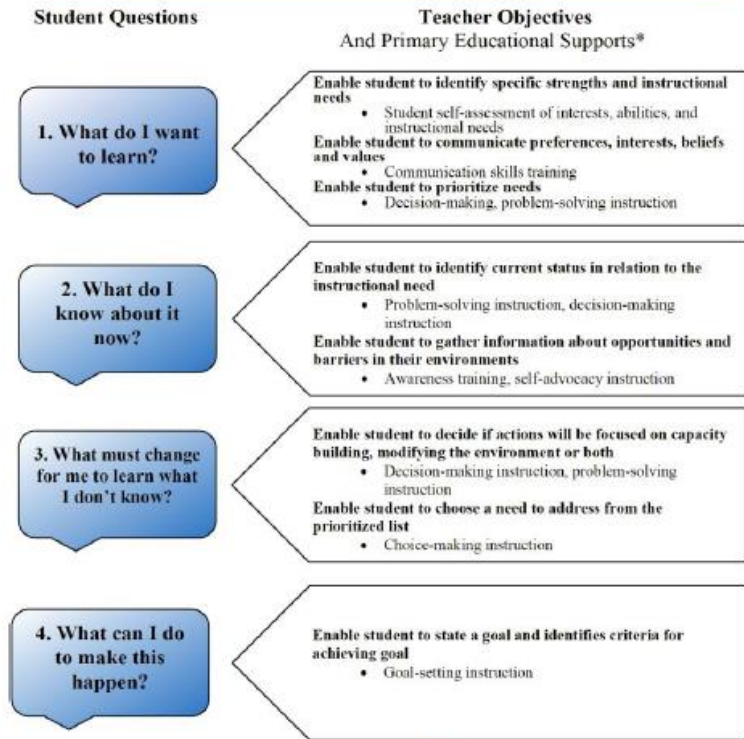 Student Questions
Teacher Objectives
And Primary Educational Supports*
1. What do I want
to learn?
Enable student to identify specific strengths and instructional
needs
• Student self-assessment of interests, abilities, and
instructional needs
Enable student to communicate preferences, interests, beliefs
and values
• Communication skills training
Enable student to prioritize needs
• Decision-making, problem-solving instruction
2. What do I
know about it
now?
Enable student to identify current status in relation to the
instructional need
• Problem-solving instruction, decision-making
instruction
Enable student to gather information about opportunities and
barriers in their environments
• Awareness training, self-advocacy instruction
3. What must change
for me to learn what
I don't know?
Enable student to decide if actions will be focused on capacity
building, modifying the environment or both
• Decision-making instruction, problem-solving
instruction
Enable student to choose a need to address from the
prioritized list
• Choice-making instruction
4. What can I do
to make this
happen?
Enable student to state a goal and identifies criteria for
achieving goal
• Goal-setting instruction